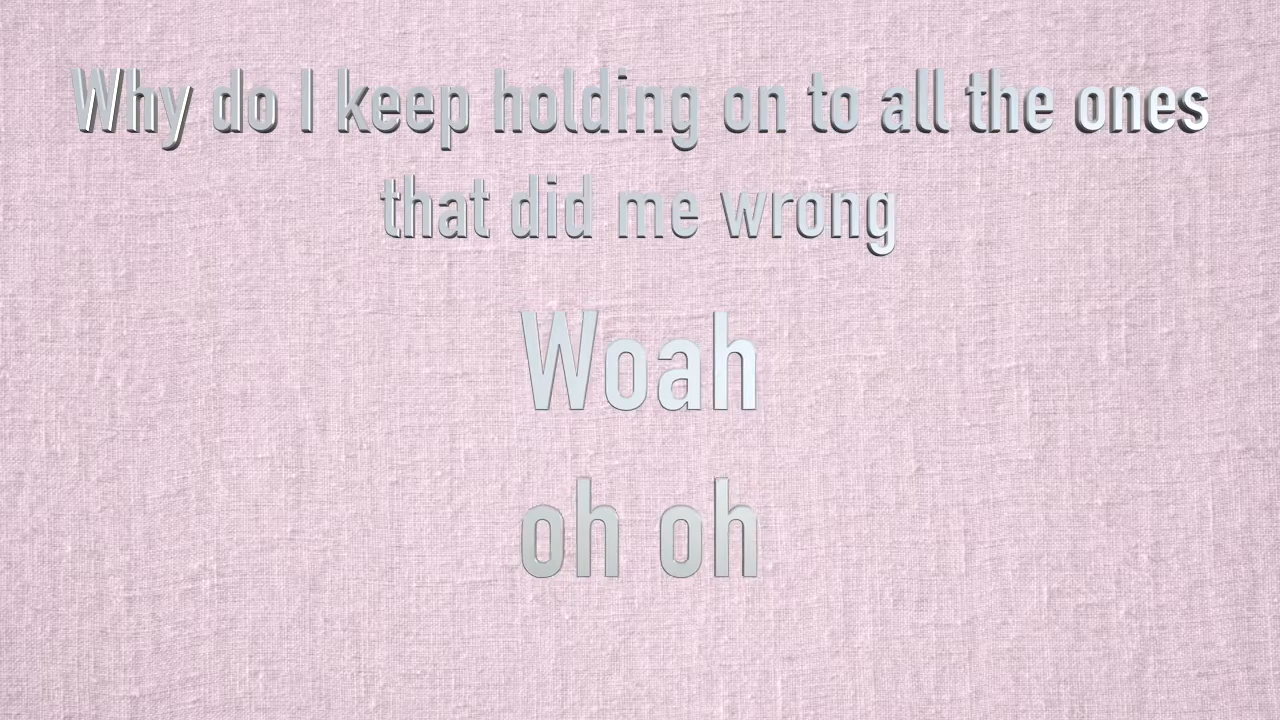 Why do I keep holding on to all the ones
that did me wrong
Woah
oh oh